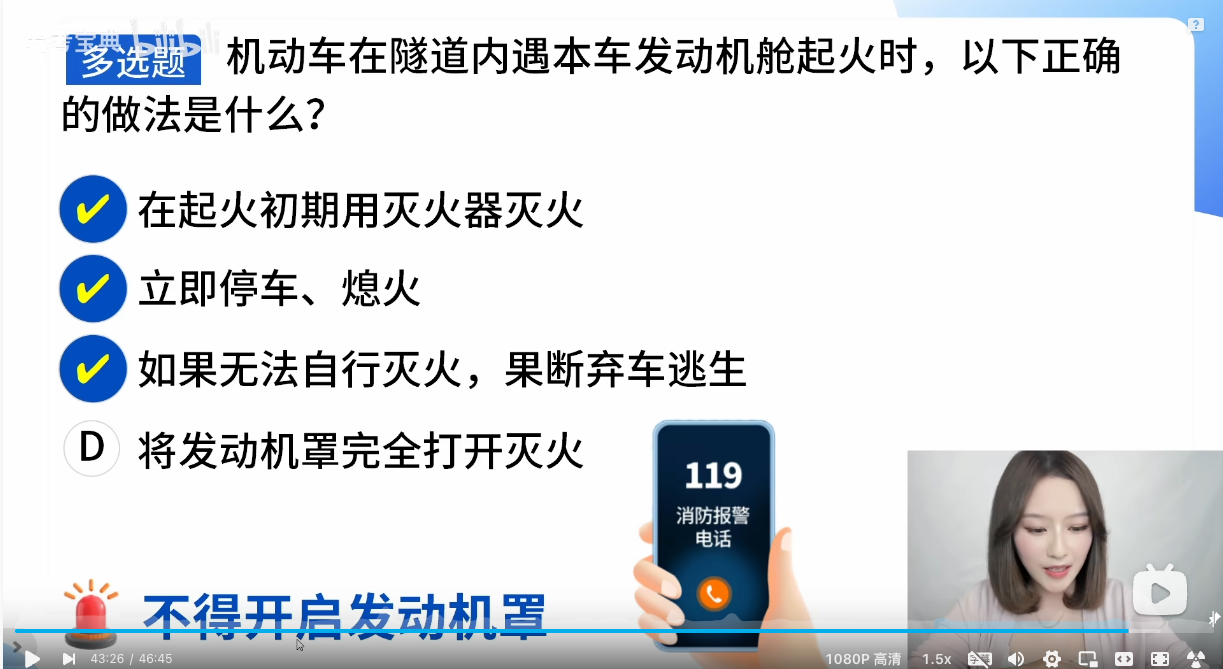 多选题 机动车在隧道内遇本车发动机舱起火时，以下正确
的做法是什么？
✔ 在起火初期用灭火器灭火
✔ 立即停车、熄火
✔ 如果无法自行灭火，果断弃车逃生
D 将发动机罩完全打开灭火
119
消防报警
电话
不得开启发动机罩
43:26 / 46:45
1080P 高清
1.5x